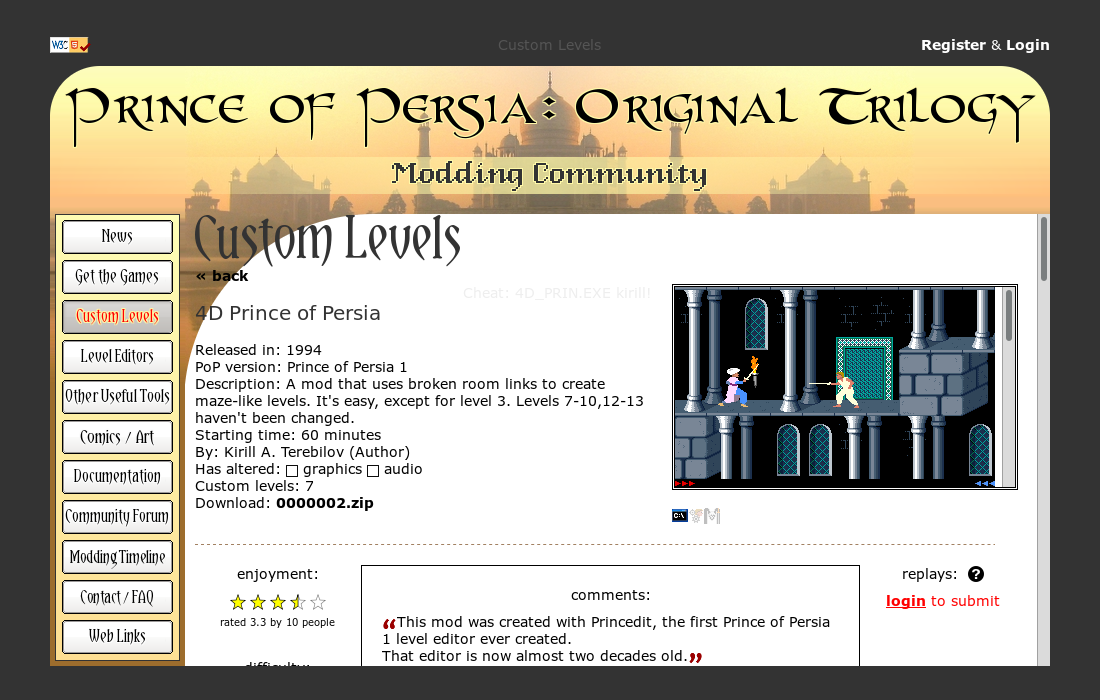 W3C
Custom Levels
Register & Login
Prince of Persia: Original Trilogy
Modding Community
News
Get the Games
Custom Levels
Level Editors
Other Useful Tools
Comics / Art
Documentation
Community Forum
Modding Timeline
Contact / FAQ
Web Links
Custom Levels
« back
Cheat: 4D_PRIN.EXE kirill!
4D Prince of Persia
Released in: 1994
PoP version: Prince of Persia 1
Description: A mod that uses broken room links to create
maze-like levels. It's easy, except for level 3. Levels 7-10,12-13
haven't been changed.
Starting time: 60 minutes
By: Kirill A. Terebilov (Author)
Has altered: graphics audio
Custom levels: 7
Download: 0000002.zip
C:\
enjoyment:
rated 3.3 by 10 people
difficulty:
comments:
“This mod was created with Princedit, the first Prince of Persia
1 level editor ever created.
That editor is now almost two decades old.”
replays: ?
login to submit